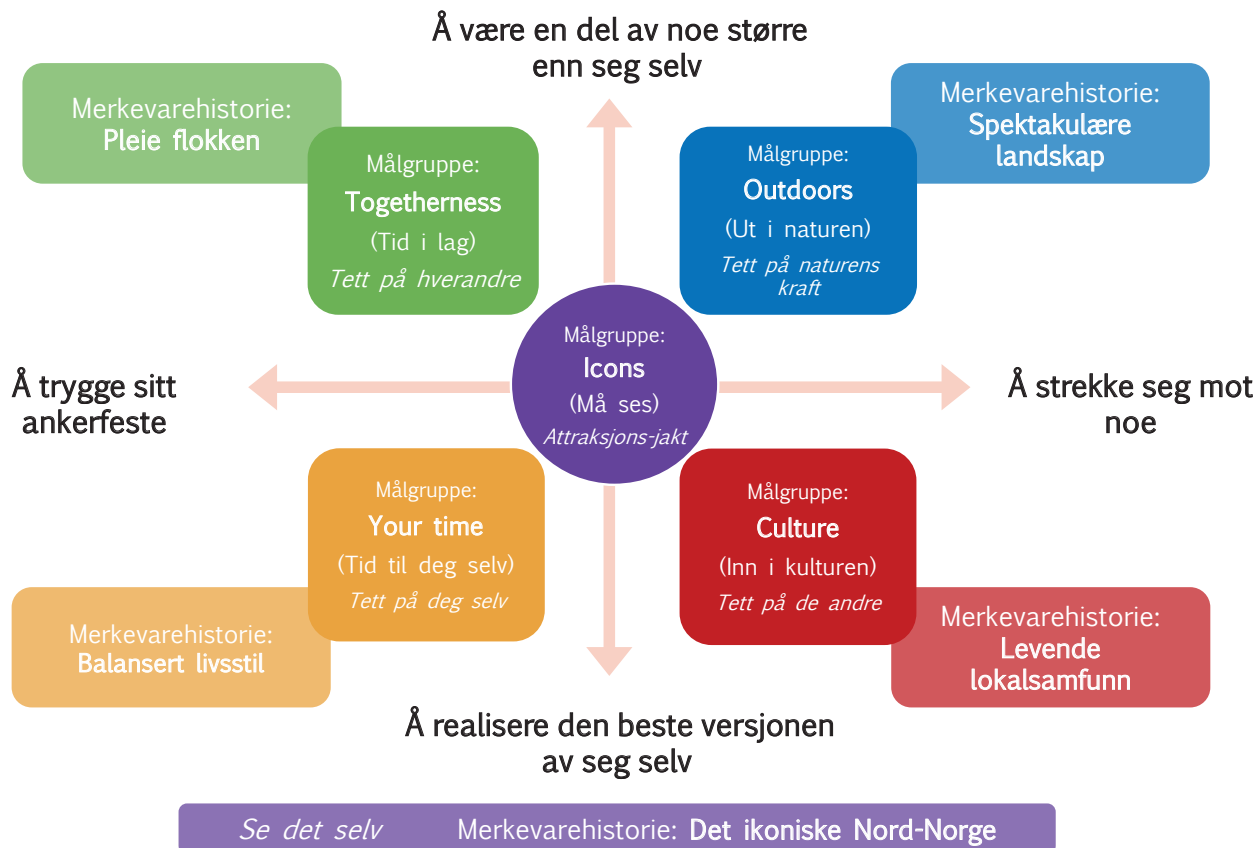 Å være en del av noe større
enn seg selv
Merkevarehistorie:
Pleie flokken
Målgruppe:
Togetherness
(Tid i lag)
Tett på hverandre
Målgruppe:
Outdoors
(Ut i naturen)
Tett på naturens
kraft
Merkevarehistorie:
Spektakulære
landskap
Å trygge sitt
ankerfeste
Målgruppe:
Icons
(Må ses)
Attraksjons-jakt
Å strekke seg mot
noe
Målgruppe:
Your time
(Tid til deg selv)
Tett på deg selv
Merkevarehistorie:
Balansert livsstil
Målgruppe:
Culture
(Inn i kulturen)
Tett på de andre
Merkevarehistorie:
Levende
lokalsamfunn
Å realisere den beste versjonen
av seg selv
Se det selv Merkevarehistorie: Det ikoniske Nord-Norge